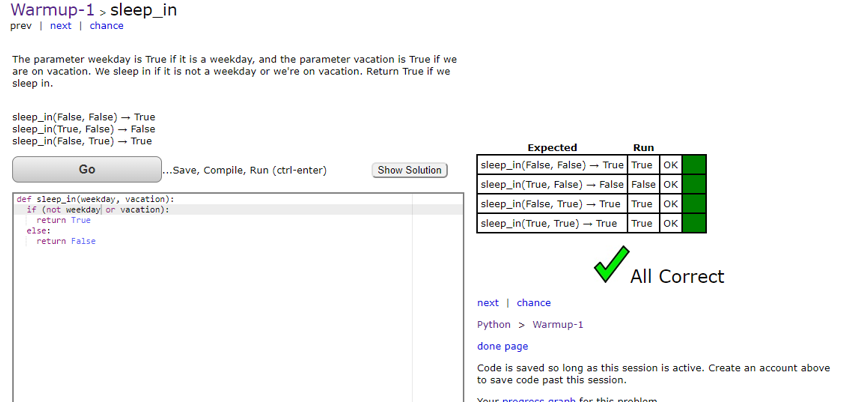 Warmup-1 > sleep_in
prev | next | chance
The parameter weekday is True if it is a weekday, and the parameter vacation is True if we
are on vacation. We sleep in if it is not a weekday or we're on vacation. Return True if we
sleep in.
sleep_in(False, False) → True
sleep_in(True, False) → False
sleep_in(False, True) → True
Go ...Save, Compile, Run (ctrl-enter) Show Solution
def sleep_in(weekday, vacation):
if (not weekday or vacation):
return True
else:
return False
Expected Run
sleep_in(False, False) → True True OK
sleep_in(True, False) → False False OK
sleep_in(False, True) → True True OK
sleep_in(True, True) → True True OK
All Correct
next | chance
Python > Warmup-1
done page
Code is saved so long as this session is active. Create an account above
to save code past this session.
Your progress graph for this problem